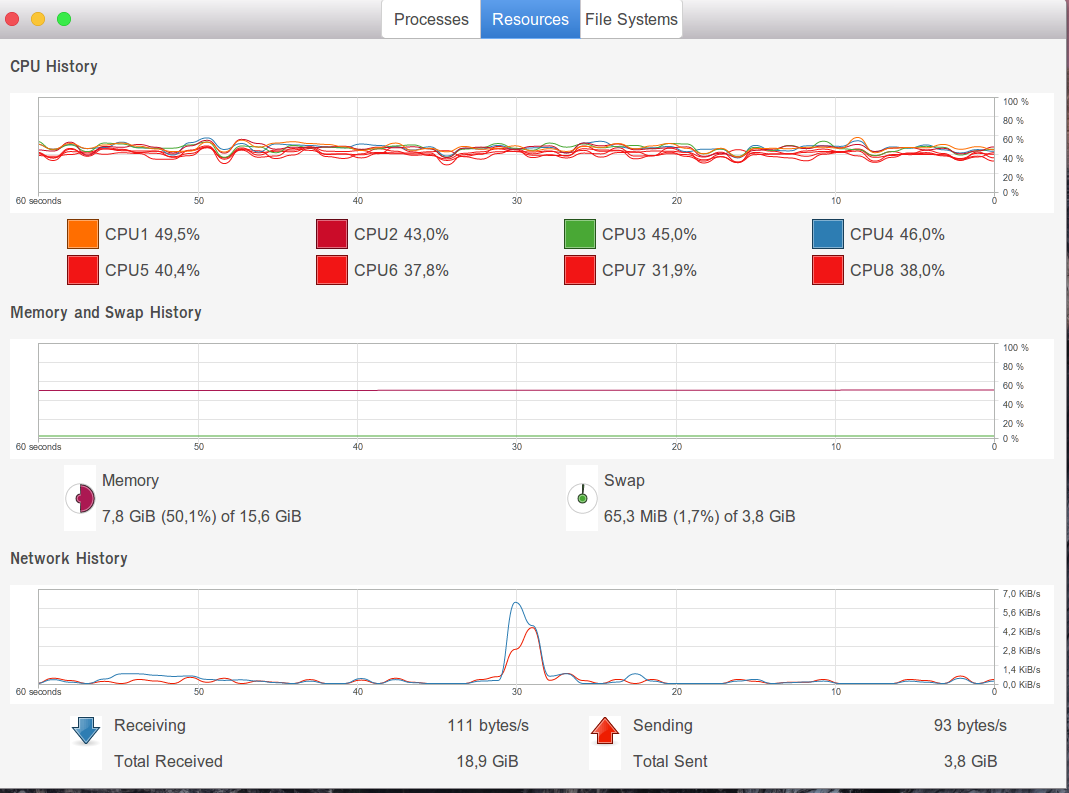 Processes Resources File Systems
CPU History
100 %
80 %
60 %
40 %
20 %
0 %
60 seconds 50 40 30 20 10 0
CPU1 49,5% CPU2 43,0% CPU3 45,0% CPU4 46,0%
CPU5 40,4% CPU6 37,8% CPU7 31,9% CPU8 38,0%
Memory and Swap History
100 %
80 %
60 %
40 %
20 %
0 %
60 seconds 50 40 30 20 10 0
Memory Swap
7,8 GiB (50,1%) of 15,6 GiB 65,3 MiB (1,7%) of 3,8 GiB
Network History
7,0 KiB/s
5,6 KiB/s
4,2 KiB/s
2,8 KiB/s
1,4 KiB/s
0,0 KiB/s
60 seconds 50 40 30 20 10 0
Receiving 111 bytes/s Sending 93 bytes/s
Total Received 18,9 GiB Total Sent 3,8 GiB